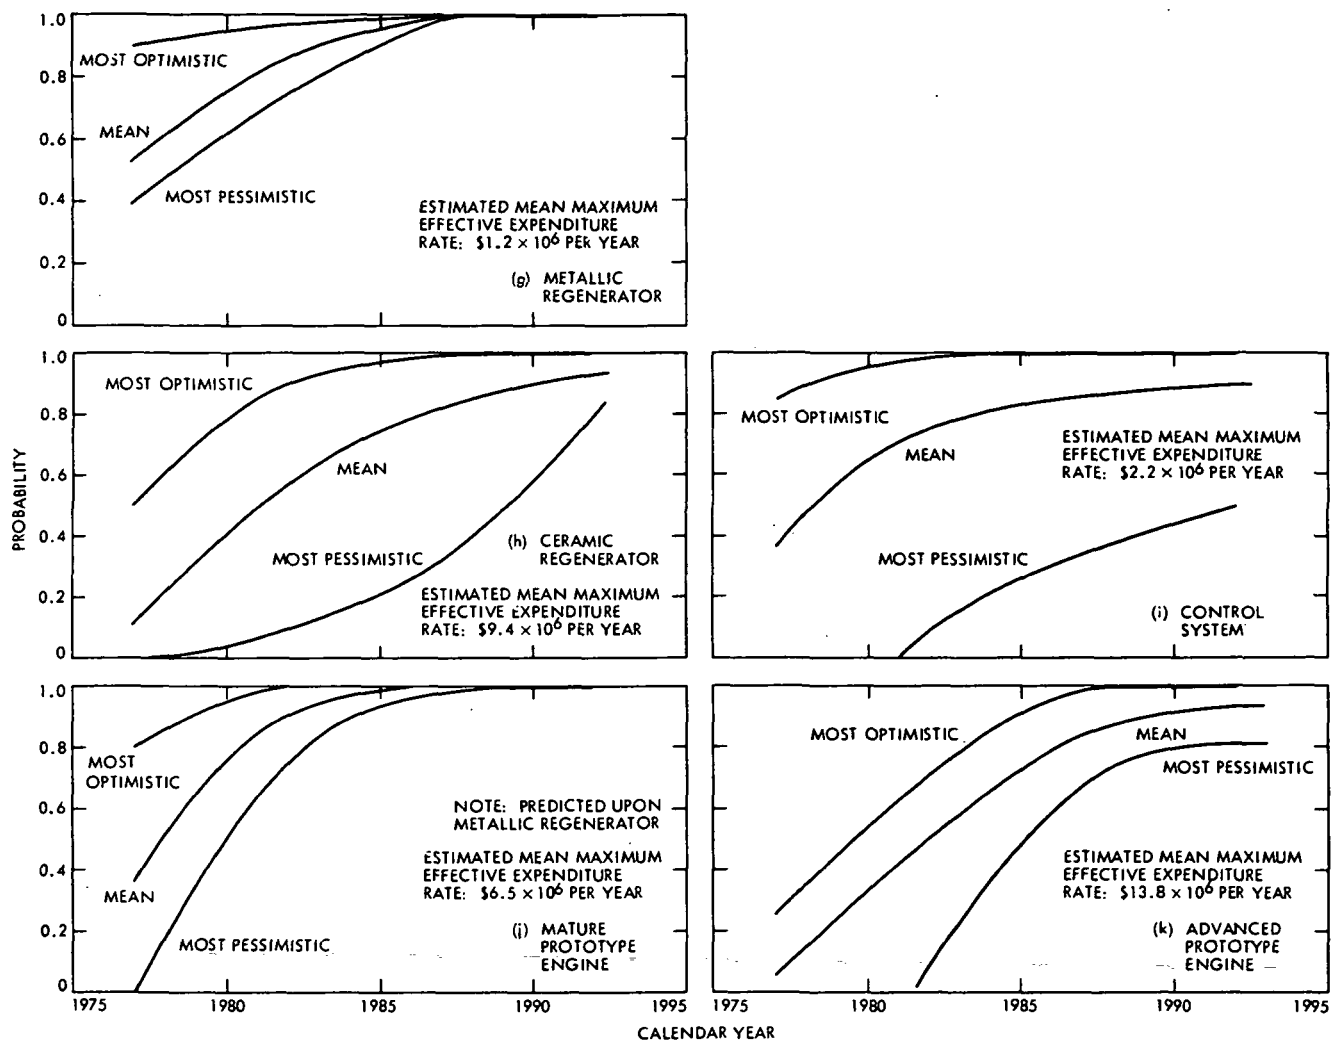 1.0
0.8
0.6
0.4
0.2
0
MOST OPTIMISTIC
MEAN
MOST PESSIMISTIC
ESTIMATED MEAN MAXIMUM
EFFECTIVE EXPENDITURE
RATE: $1.2 × 10⁶ PER YEAR
(g) METALLIC
REGENERATOR
PROBABILITY
1.0
0.8
0.6
0.4
0.2
0
MOST OPTIMISTIC
MEAN
MOST PESSIMISTIC
(h) CERAMIC
REGENERATOR
ESTIMATED MEAN MAXIMUM
EFFECTIVE EXPENDITURE
RATE: $9.4 × 10⁶ PER YEAR
MOST OPTIMISTIC
MEAN
MOST PESSIMISTIC
ESTIMATED MEAN MAXIMUM
EFFECTIVE EXPENDITURE
RATE: $2.2 × 10⁶ PER YEAR
(i) CONTROL
SYSTEM
1.0
0.8
0.6
0.4
0.2
0
MOST
OPTIMISTIC
MEAN
MOST PESSIMISTIC
NOTE: PREDICTED UPON
METALLIC REGENERATOR
ESTIMATED MEAN MAXIMUM
EFFECTIVE EXPENDITURE
RATE: $6.5 × 10⁶ PER YEAR
(j) MATURE
PROTOTYPE
ENGINE
1975 1980 1985 1990 1995
MOST OPTIMISTIC
MEAN
MOST PESSIMISTIC
ESTIMATED MEAN MAXIMUM
EFFECTIVE EXPENDITURE
RATE: $13.8 × 10⁶ PER YEAR
(k) ADVANCED
PROTOTYPE
ENGINE
1975 1980 1985 1990 1995
CALENDAR YEAR